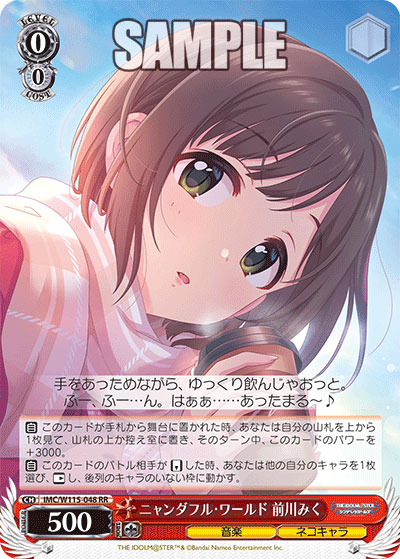 LEVEL
0
0
COST
SAMPLE
手をあっためながら、ゆっくり飲んじゃおっと。
ふー、ふー…ん。はぁぁ……あったまる～♪
自 このカードが手札から舞台に置かれた時、あなたは自分の山札を上から
1枚見て、山札の上か控え室に置き、そのターン中、このカードのパワーを
+3000。
自 このカードのバトル相手が した時、あなたは他の自分のキャラを1枚
選び、 し、後列のキャラのいない枠に動かす。
CH IMC/W115-048 RR
500
ニャンダフル・ワールド 前川みく
音楽
ネコキャラ
THE IDOLM@STER™& ©Bandai Namco Entertainment Inc.